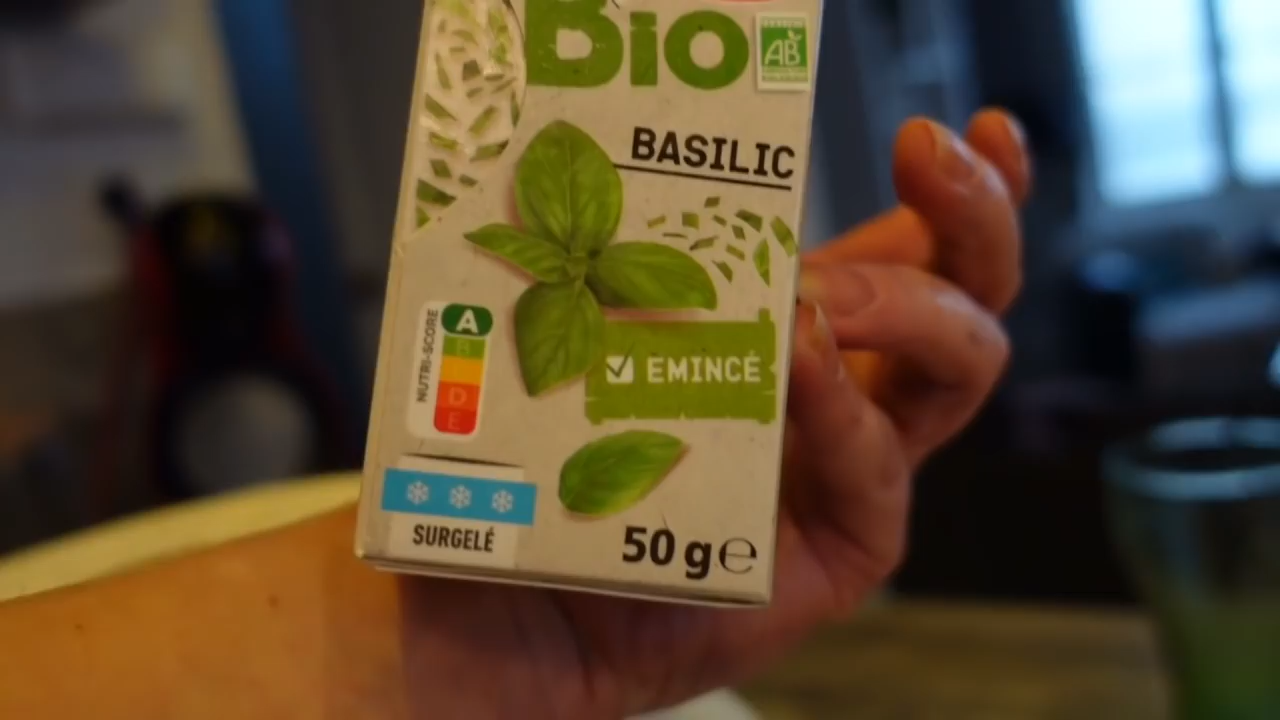 Bio
AB
BASILIC
NUTRI-SCORE
A
B
D
E
EMINCÉ
SURGELÉ
50 g e